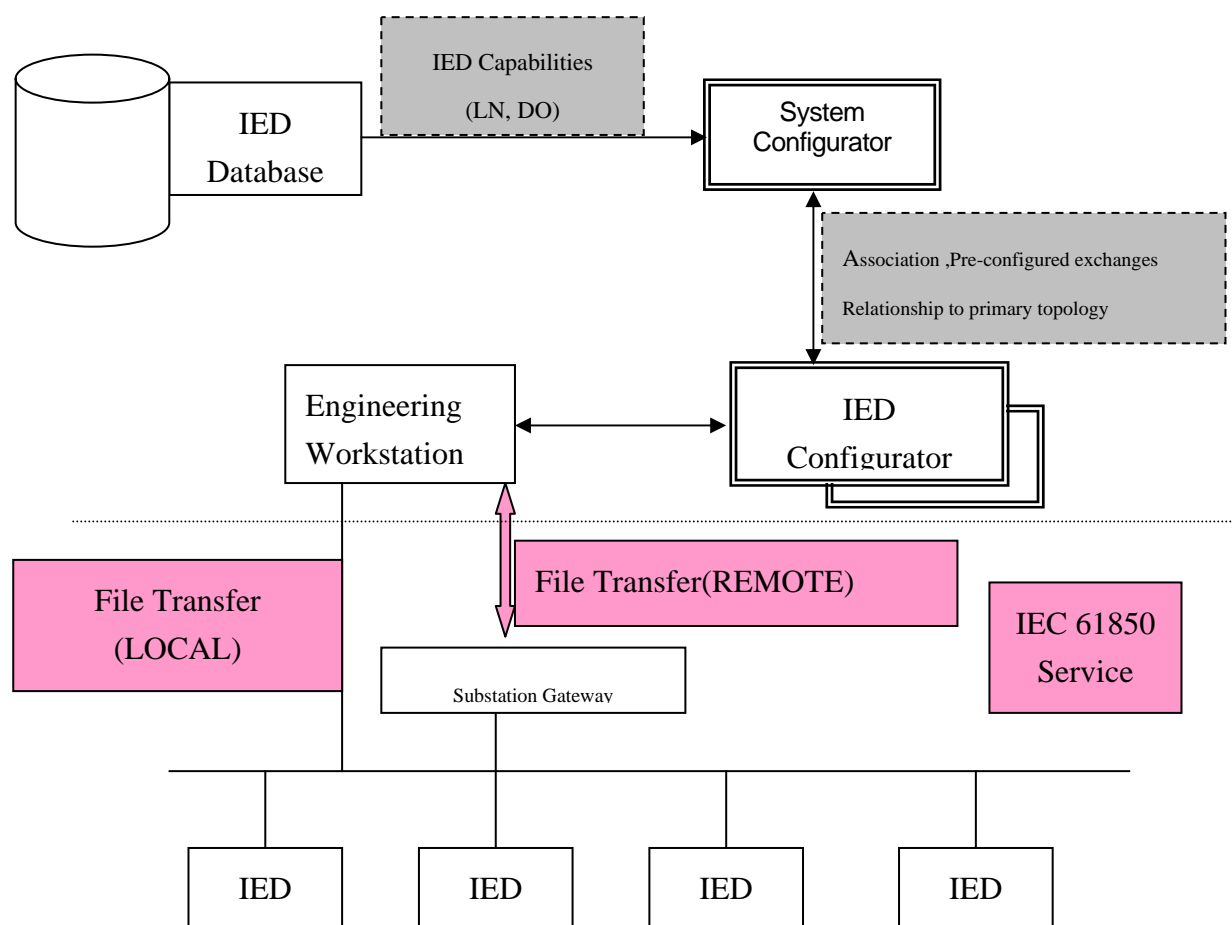 IED Capabilities
(LN, DO)
IED
Database
System
Configurator
Association ,Pre-configured exchanges
Relationship to primary topology
Engineering
Workstation
IED
Configurator
File Transfer
(LOCAL)
File Transfer(REMOTE)
IEC 61850
Service
Substation Gateway
IED
IED
IED
IED